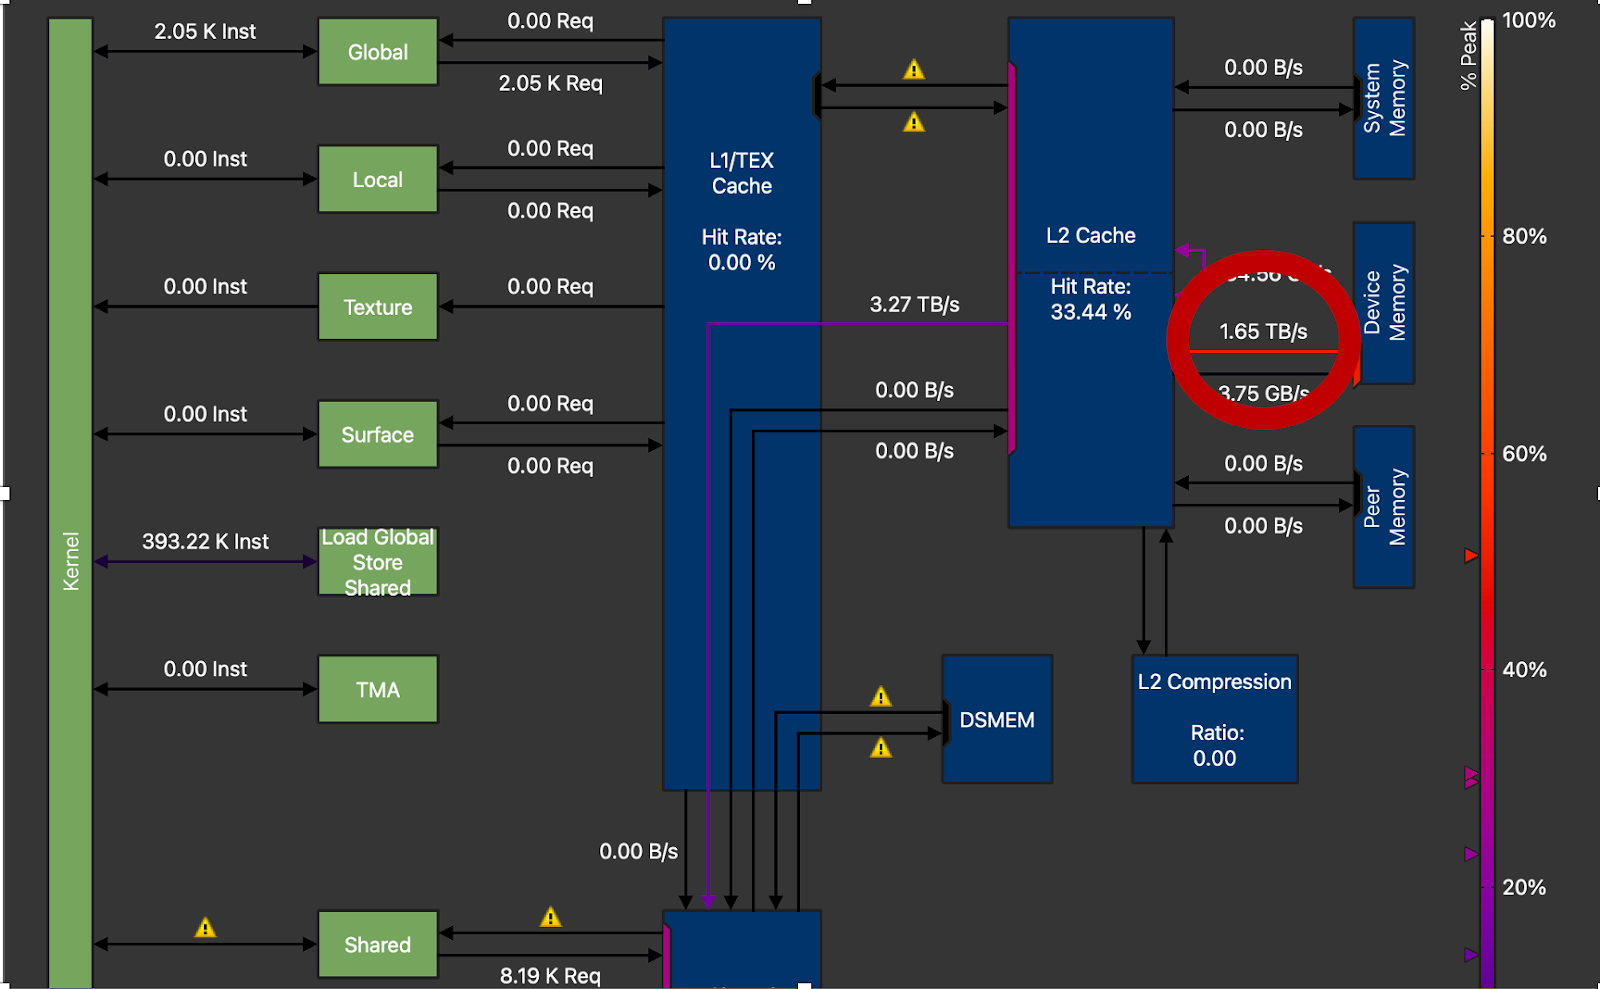 Kernel
2.05 K Inst
Global
0.00 Req
2.05 K Req
0.00 Inst
Local
0.00 Req
0.00 Req
0.00 Inst
Texture
0.00 Req
0.00 Inst
Surface
0.00 Req
0.00 Req
393.22 K Inst
Load Global
Store
Shared
0.00 Inst
TMA
Shared
8.19 K Req
L1/TEX
Cache
Hit Rate:
0.00 %
3.27 TB/s
0.00 B/s
0.00 B/s
0.00 B/s
L2 Cache
Hit Rate:
33.44 %
DSMEM
L2 Compression
Ratio:
0.00
0.00 B/s
0.00 B/s
System
Memory
1.65 TB/s
3.75 GB/s
Device
Memory
0.00 B/s
0.00 B/s
Peer
Memory
% Peak
100%
80%
60%
40%
20%